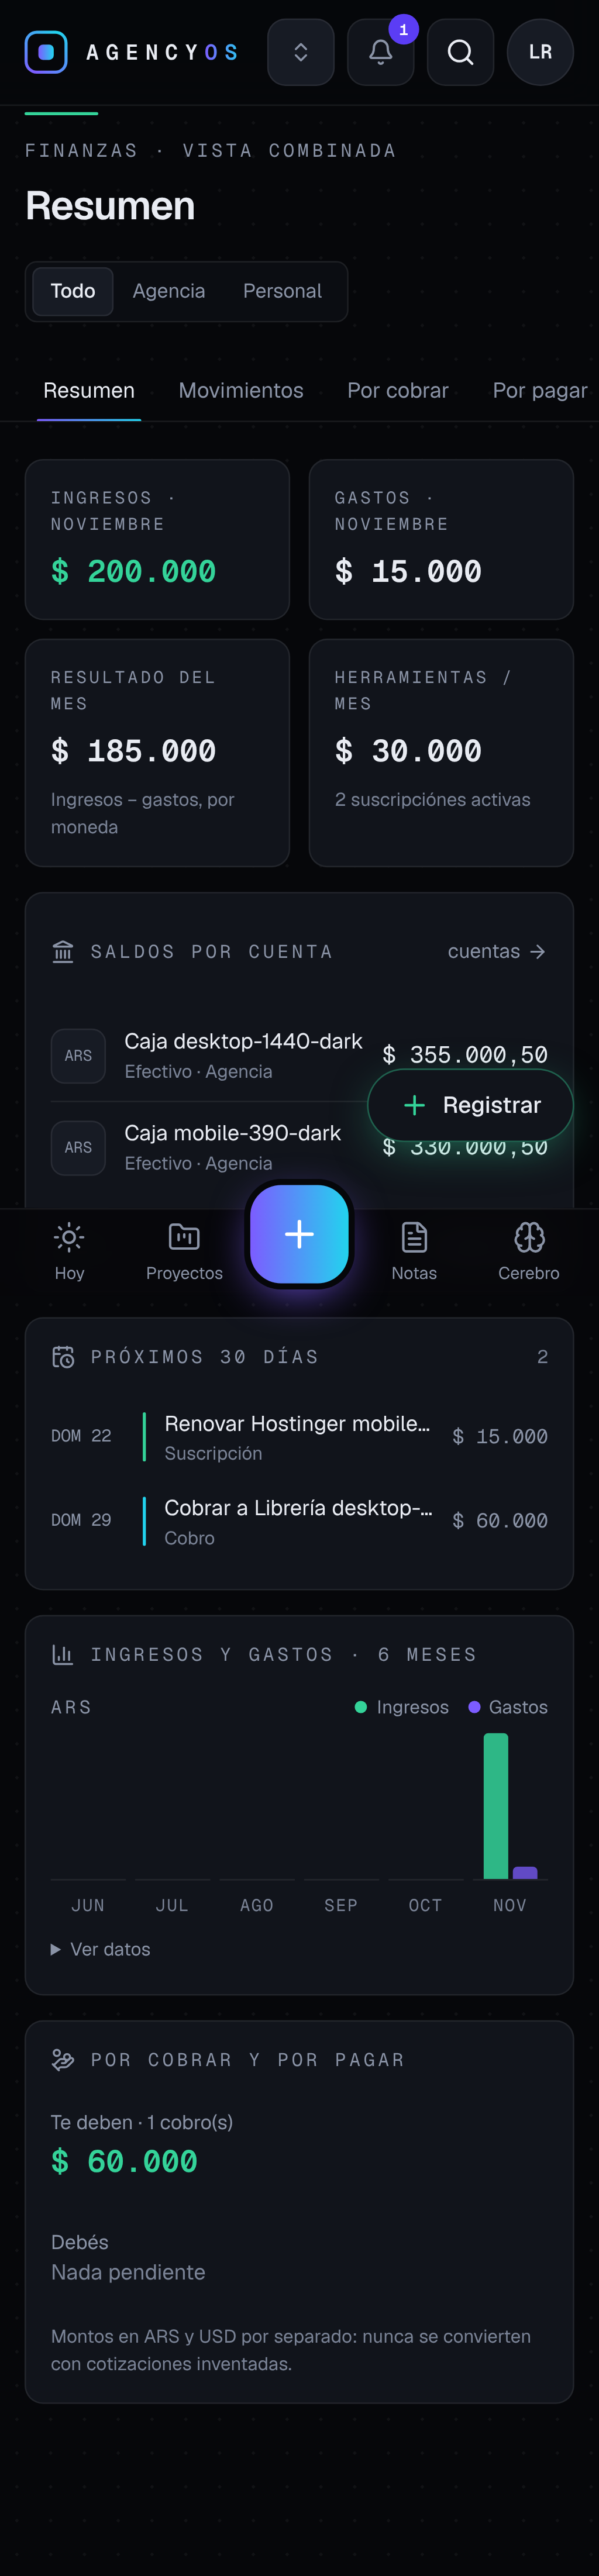 AGENCYOS
1
LR
FINANZAS · VISTA COMBINADA
Resumen
Todo
Agencia
Personal
Resumen
Movimientos
Por cobrar
Por pagar
INGRESOS ·
NOVIEMBRE
$ 200.000
GASTOS ·
NOVIEMBRE
$ 15.000
RESULTADO DEL
MES
$ 185.000
Ingresos – gastos, por
moneda
HERRAMIENTAS /
MES
$ 30.000
2 suscripciónes activas
SALDOS POR CUENTA
cuentas →
ARS
Caja desktop-1440-dark
Efectivo · Agencia
$ 355.000,50
Registrar
ARS
Caja mobile-390-dark
Efectivo · Agencia
$ 330.000,50
Hoy
Proyectos
Notas
Cerebro
PRÓXIMOS 30 DÍAS
2
DOM 22
Renovar Hostinger mobile…
Suscripción
$ 15.000
DOM 29
Cobrar a Librería desktop-…
Cobro
$ 60.000
INGRESOS Y GASTOS · 6 MESES
ARS
Ingresos
Gastos
JUN
JUL
AGO
SEP
OCT
NOV
Ver datos
POR COBRAR Y POR PAGAR
Te deben · 1 cobro(s)
$ 60.000
Debés
Nada pendiente
Montos en ARS y USD por separado: nunca se convierten
con cotizaciones inventadas.